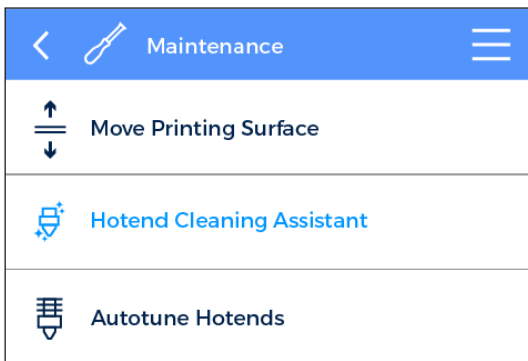 Maintenance
Move Printing Surface
Hotend Cleaning Assistant
Autotune Hotends